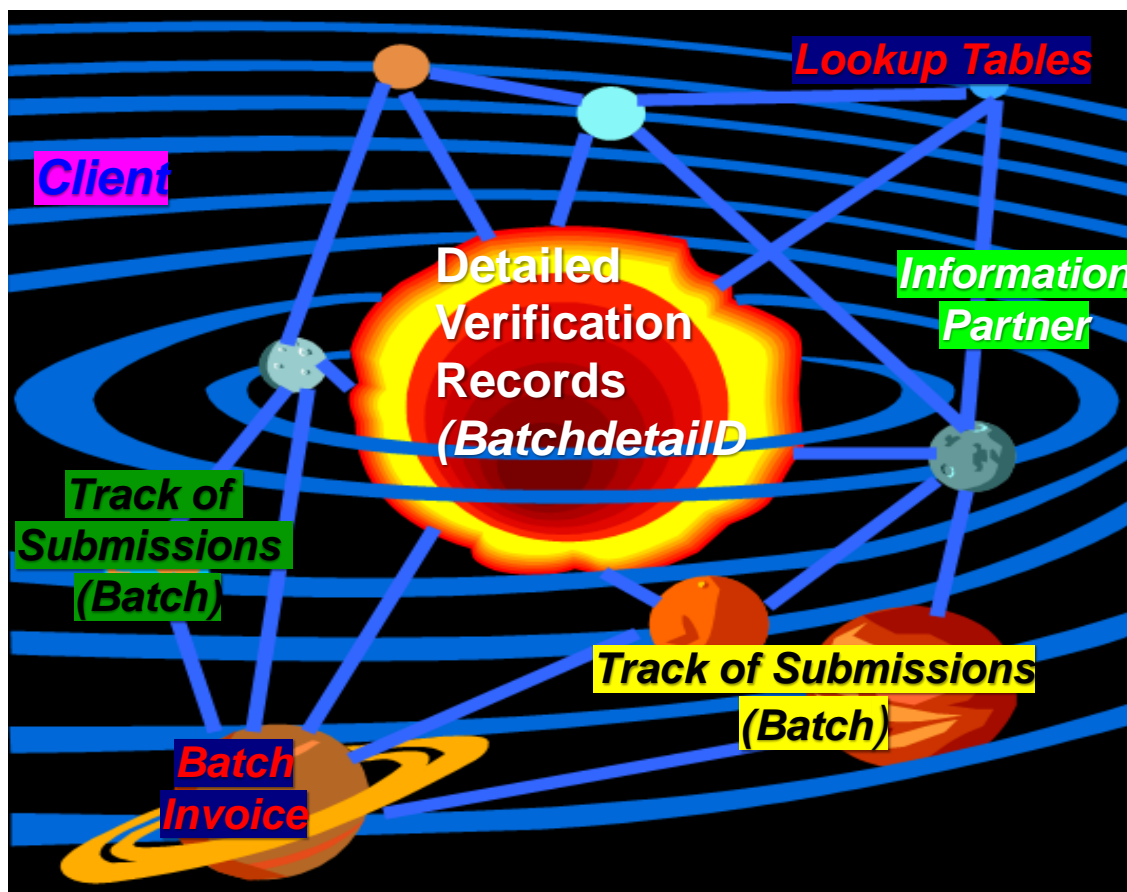 Lookup Tables
Client
Detailed
Verification
Records
(BatchdetailD
Information
Partner
Track of
Submissions
(Batch)
Track of Submissions
(Batch)
Batch
Invoice